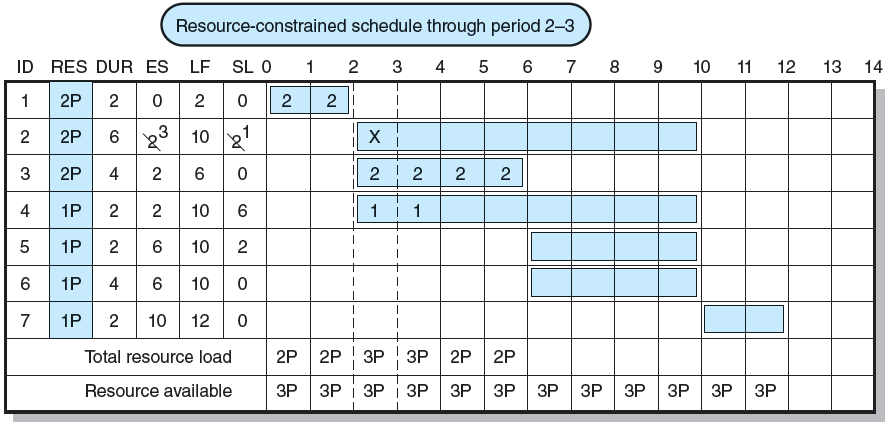 Resource-constrained schedule through period 2–3
ID RES DUR ES LF SL 0 1 2 3 4 5 6 7 8 9 10 11 12 13 14
1 2P 2 0 2 0 2 2
2 2P 6 2 3 10 2 1 X
3 2P 4 2 6 0 2 2 2 2
4 1P 2 2 10 6 1 1
5 1P 2 6 10 2
6 1P 4 6 10 0
7 1P 2 10 12 0
Total resource load 2P 2P 3P 3P 2P 2P
Resource available 3P 3P 3P 3P 3P 3P 3P 3P 3P 3P 3P 3P